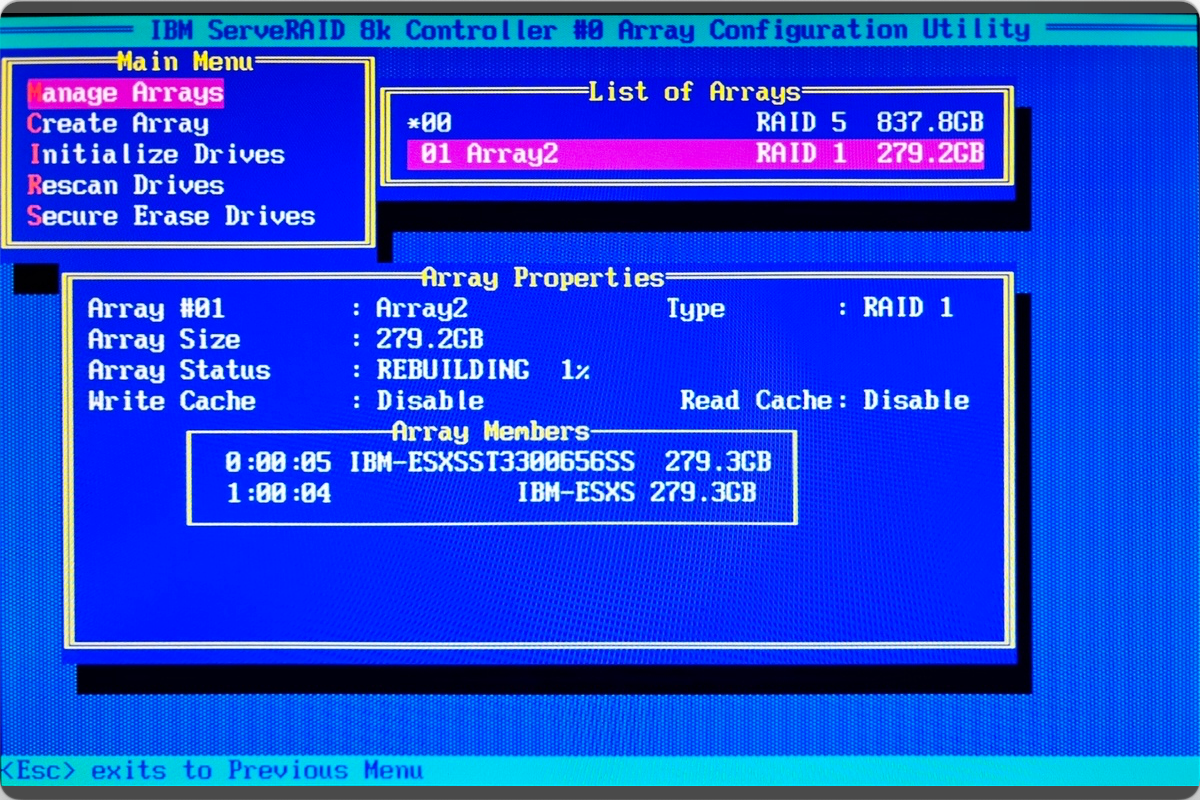 IBM ServeRAID 8k Controller #0 Array Configuration Utility
Main Menu
Manage Arrays
Create Array
Initialize Drives
Rescan Drives
Secure Erase Drives
List of Arrays
*00 RAID 5 837.8GB
01 Array2 RAID 1 279.2GB
Array Properties
Array #01 : Array2 Type : RAID 1
Array Size : 279.2GB
Array Status : REBUILDING 1%
Write Cache : Disable Read Cache: Disable
Array Members
0:00:05 IBM-ESXSST3300656SS 279.3GB
1:00:04 IBM-ESXS 279.3GB
<Esc> exits to Previous Menu